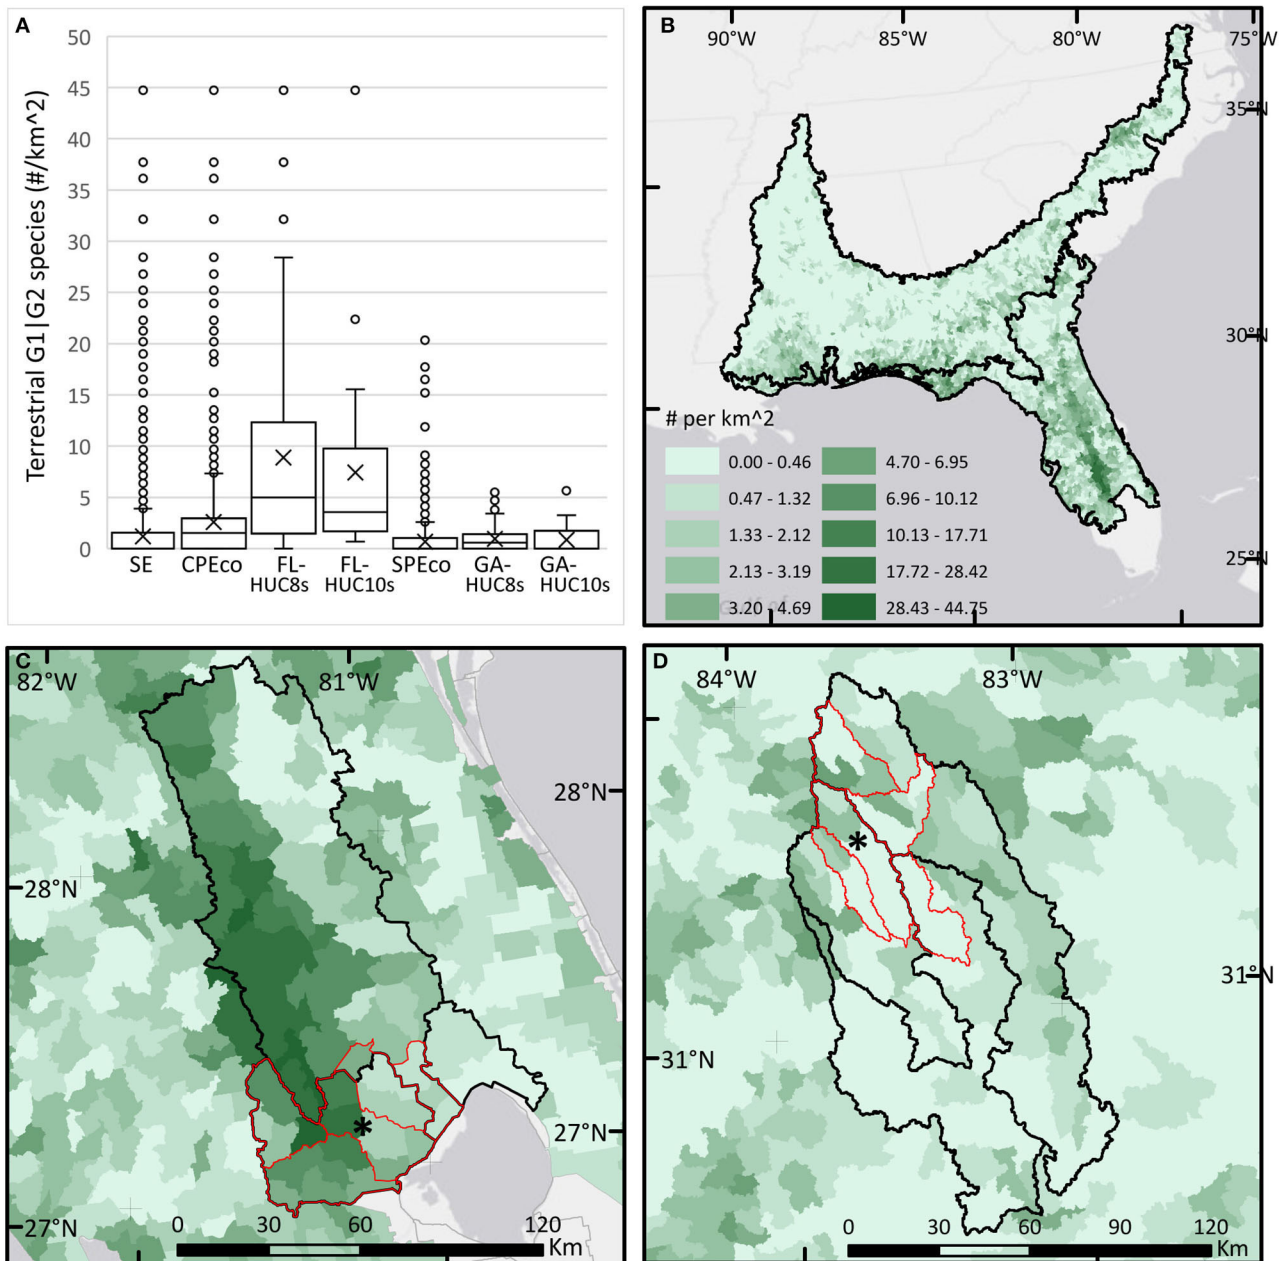 A
Terrestrial G1|G2 species (#/km^2)
50
45
40
35
30
25
20
15
10
5
0
SE
CPEco
FL-
HUC8s
FL-
HUC10s
SPEco
GA-
HUC8s
GA-
HUC10s
B
90°W
85°W
80°W
75°W
35°N
30°N
25°N
# per km^2
0.00 - 0.46
0.47 - 1.32
1.33 - 2.12
2.13 - 3.19
3.20 - 4.69
4.70 - 6.95
6.96 - 10.12
10.13 - 17.71
17.72 - 28.42
28.43 - 44.75
C
82°W
81°W
28°N
28°N
27°N
27°N
*
0
30
60
120
Km
D
84°W
83°W
31°N
31°N
*
0
30
60
90
120
Km